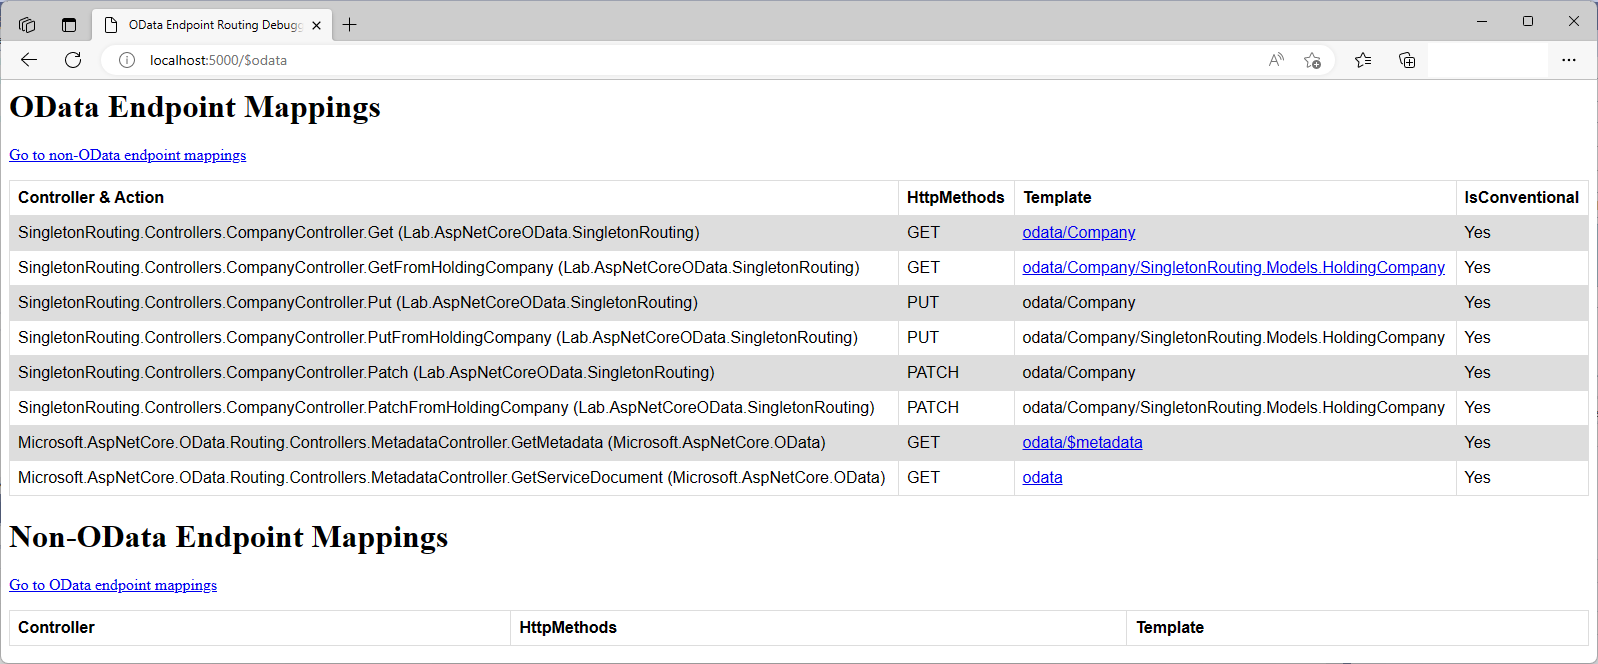 OData Endpoint Routing Debugg
localhost:5000/$odata
OData Endpoint Mappings
Go to non-OData endpoint mappings
Controller & Action HttpMethods Template IsConventional
SingletonRouting.Controllers.CompanyController.Get (Lab.AspNetCoreOData.SingletonRouting) GET odata/Company Yes
SingletonRouting.Controllers.CompanyController.GetFromHoldingCompany (Lab.AspNetCoreOData.SingletonRouting) GET odata/Company/SingletonRouting.Models.HoldingCompany Yes
SingletonRouting.Controllers.CompanyController.Put (Lab.AspNetCoreOData.SingletonRouting) PUT odata/Company Yes
SingletonRouting.Controllers.CompanyController.PutFromHoldingCompany (Lab.AspNetCoreOData.SingletonRouting) PUT odata/Company/SingletonRouting.Models.HoldingCompany Yes
SingletonRouting.Controllers.CompanyController.Patch (Lab.AspNetCoreOData.SingletonRouting) PATCH odata/Company Yes
SingletonRouting.Controllers.CompanyController.PatchFromHoldingCompany (Lab.AspNetCoreOData.SingletonRouting) PATCH odata/Company/SingletonRouting.Models.HoldingCompany Yes
Microsoft.AspNetCore.OData.Routing.Controllers.MetadataController.GetMetadata (Microsoft.AspNetCore.OData) GET odata/$metadata Yes
Microsoft.AspNetCore.OData.Routing.Controllers.MetadataController.GetServiceDocument (Microsoft.AspNetCore.OData) GET odata Yes
Non-OData Endpoint Mappings
Go to OData endpoint mappings
Controller HttpMethods Template